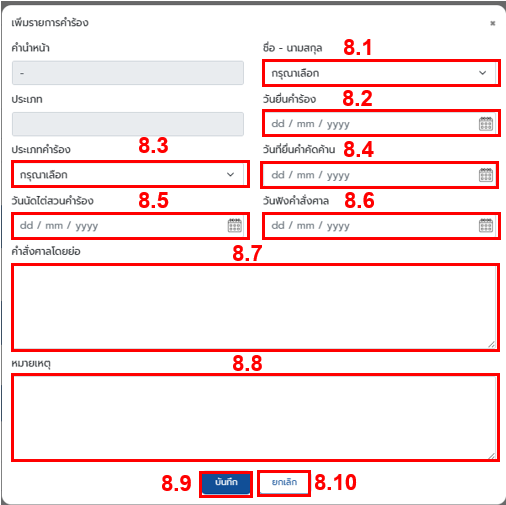 เพิ่มรายการคำร้อง ×
คำนำหน้า ชื่อ - นามสกุล 8.1
- กรุณาเลือก
ประเภท วันยื่นคำร้อง 8.2
dd / mm / yyyy
ประเภทคำร้อง 8.3 วันที่ยื่นคำคัดค้าน 8.4
กรุณาเลือก dd / mm / yyyy
วันนัดไต่สวนคำร้อง 8.5 วันฟังคำสั่งศาล 8.6
dd / mm / yyyy dd / mm / yyyy
คำสั่งศาลโดยย่อ 8.7
หมายเหตุ 8.8
8.9 บันทึก ยกเลิก 8.10